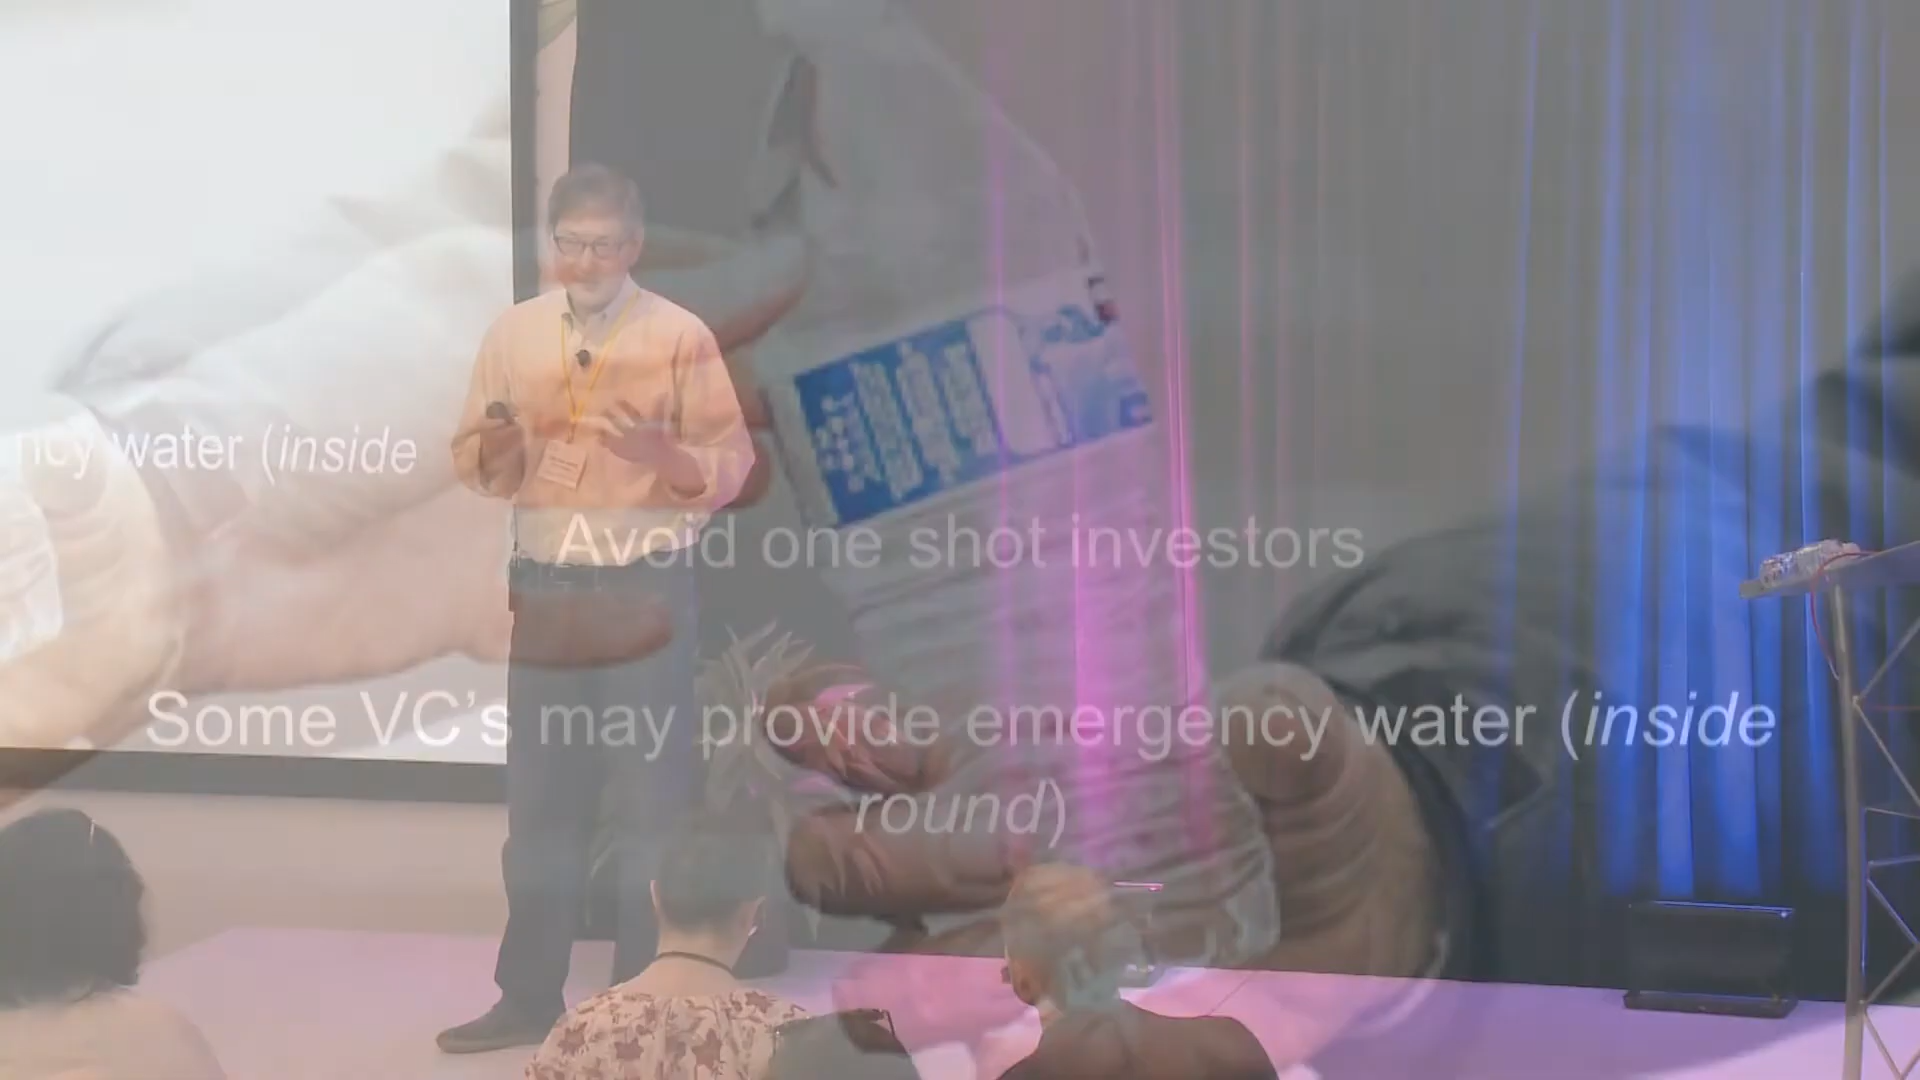 ncy water (inside
Avoid one shot investors
Some VC’s may provide emergency water (inside
round)